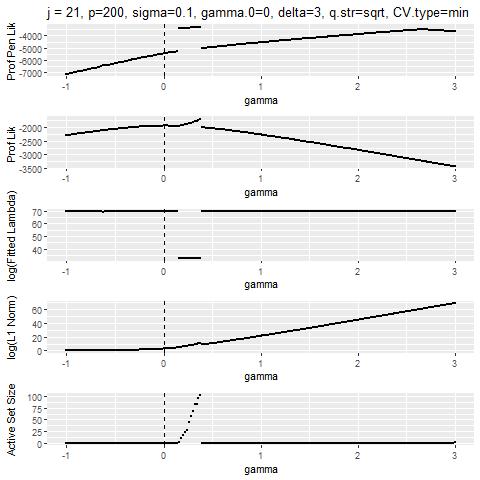 j = 21, p=200, sigma=0.1, gamma.0=0, delta=3, q.str=sqrt, CV.type=min
Prof Pen Lik
-4000
-5000
-6000
-7000
-1 0 1 2 3
gamma
Prof Lik
-2000
-2500
-3000
-3500
-1 0 1 2 3
gamma
log(Fitted Lambda)
70
60
50
40
-1 0 1 2 3
gamma
log(L1 Norm)
60
40
20
0
-1 0 1 2 3
gamma
Active Set Size
100
75
50
25
0
-1 0 1 2 3
gamma